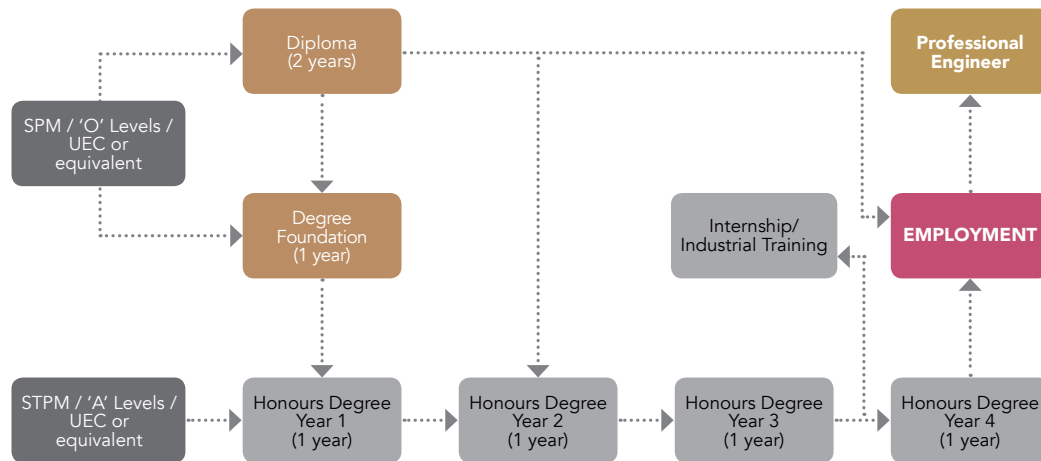 Diploma
(2 years)
Professional
Engineer
SPM / ‘O’ Levels /
UEC or
equivalent
Degree
Foundation
(1 year)
Internship/
Industrial Training
EMPLOYMENT
STPM / ‘A’ Levels /
UEC or
equivalent
Honours Degree
Year 1
(1 year)
Honours Degree
Year 2
(1 year)
Honours Degree
Year 3
(1 year)
Honours Degree
Year 4
(1 year)